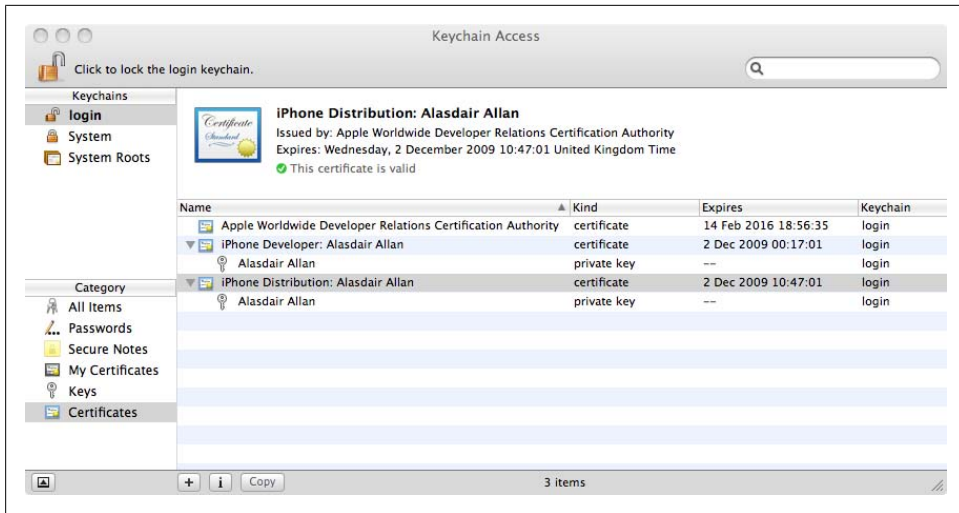 Keychain Access
Click to lock the login keychain.
Keychains
login
System
System Roots
Certificate
Standard
iPhone Distribution: Alasdair Allan
Issued by: Apple Worldwide Developer Relations Certification Authority
Expires: Wednesday, 2 December 2009 10:47:01 United Kingdom Time
This certificate is valid
Name Kind Expires Keychain
Apple Worldwide Developer Relations Certification Authority certificate 14 Feb 2016 18:56:35 login
iPhone Developer: Alasdair Allan certificate 2 Dec 2009 00:17:01 login
Alasdair Allan private key -- login
iPhone Distribution: Alasdair Allan certificate 2 Dec 2009 10:47:01 login
Alasdair Allan private key -- login
Category
All Items
Passwords
Secure Notes
My Certificates
Keys
Certificates
+ i Copy 3 items